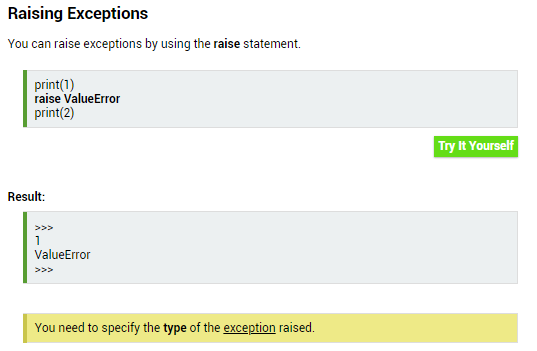 Raising Exceptions
You can raise exceptions by using the raise statement.
print(1)
raise ValueError
print(2)
Try It Yourself
Result:
>>>
1
ValueError
>>>
You need to specify the type of the exception raised.